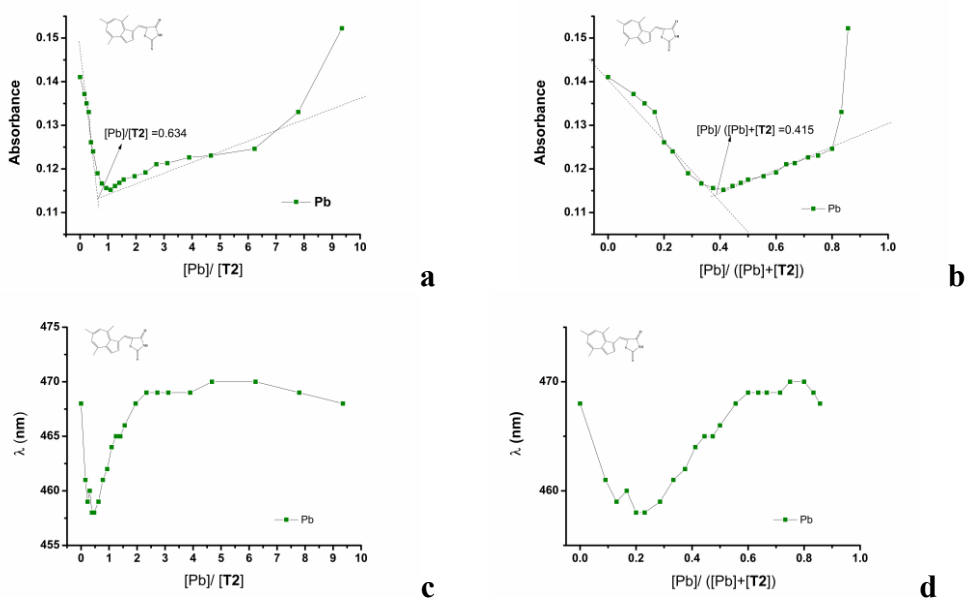 0.15
0.14
0.13
0.12
0.11
Absorbance
[Pb]/[T2] =0.634
Pb
0 1 2 3 4 5 6 7 8 9 10
[Pb]/ [T2]
a
0.15
0.14
0.13
0.12
0.11
Absorbance
[Pb]/ ([Pb]+[T2] =0.415
Pb
0.0 0.2 0.4 0.6 0.8 1.0
[Pb]/ ([Pb]+[T2])
b
475
470
465
460
455
λ (nm)
Pb
0 1 2 3 4 5 6 7 8 9 10
[Pb]/ [T2]
c
470
460
λ (nm)
Pb
0.0 0.2 0.4 0.6 0.8 1.0
[Pb]/ ([Pb]+[T2])
d